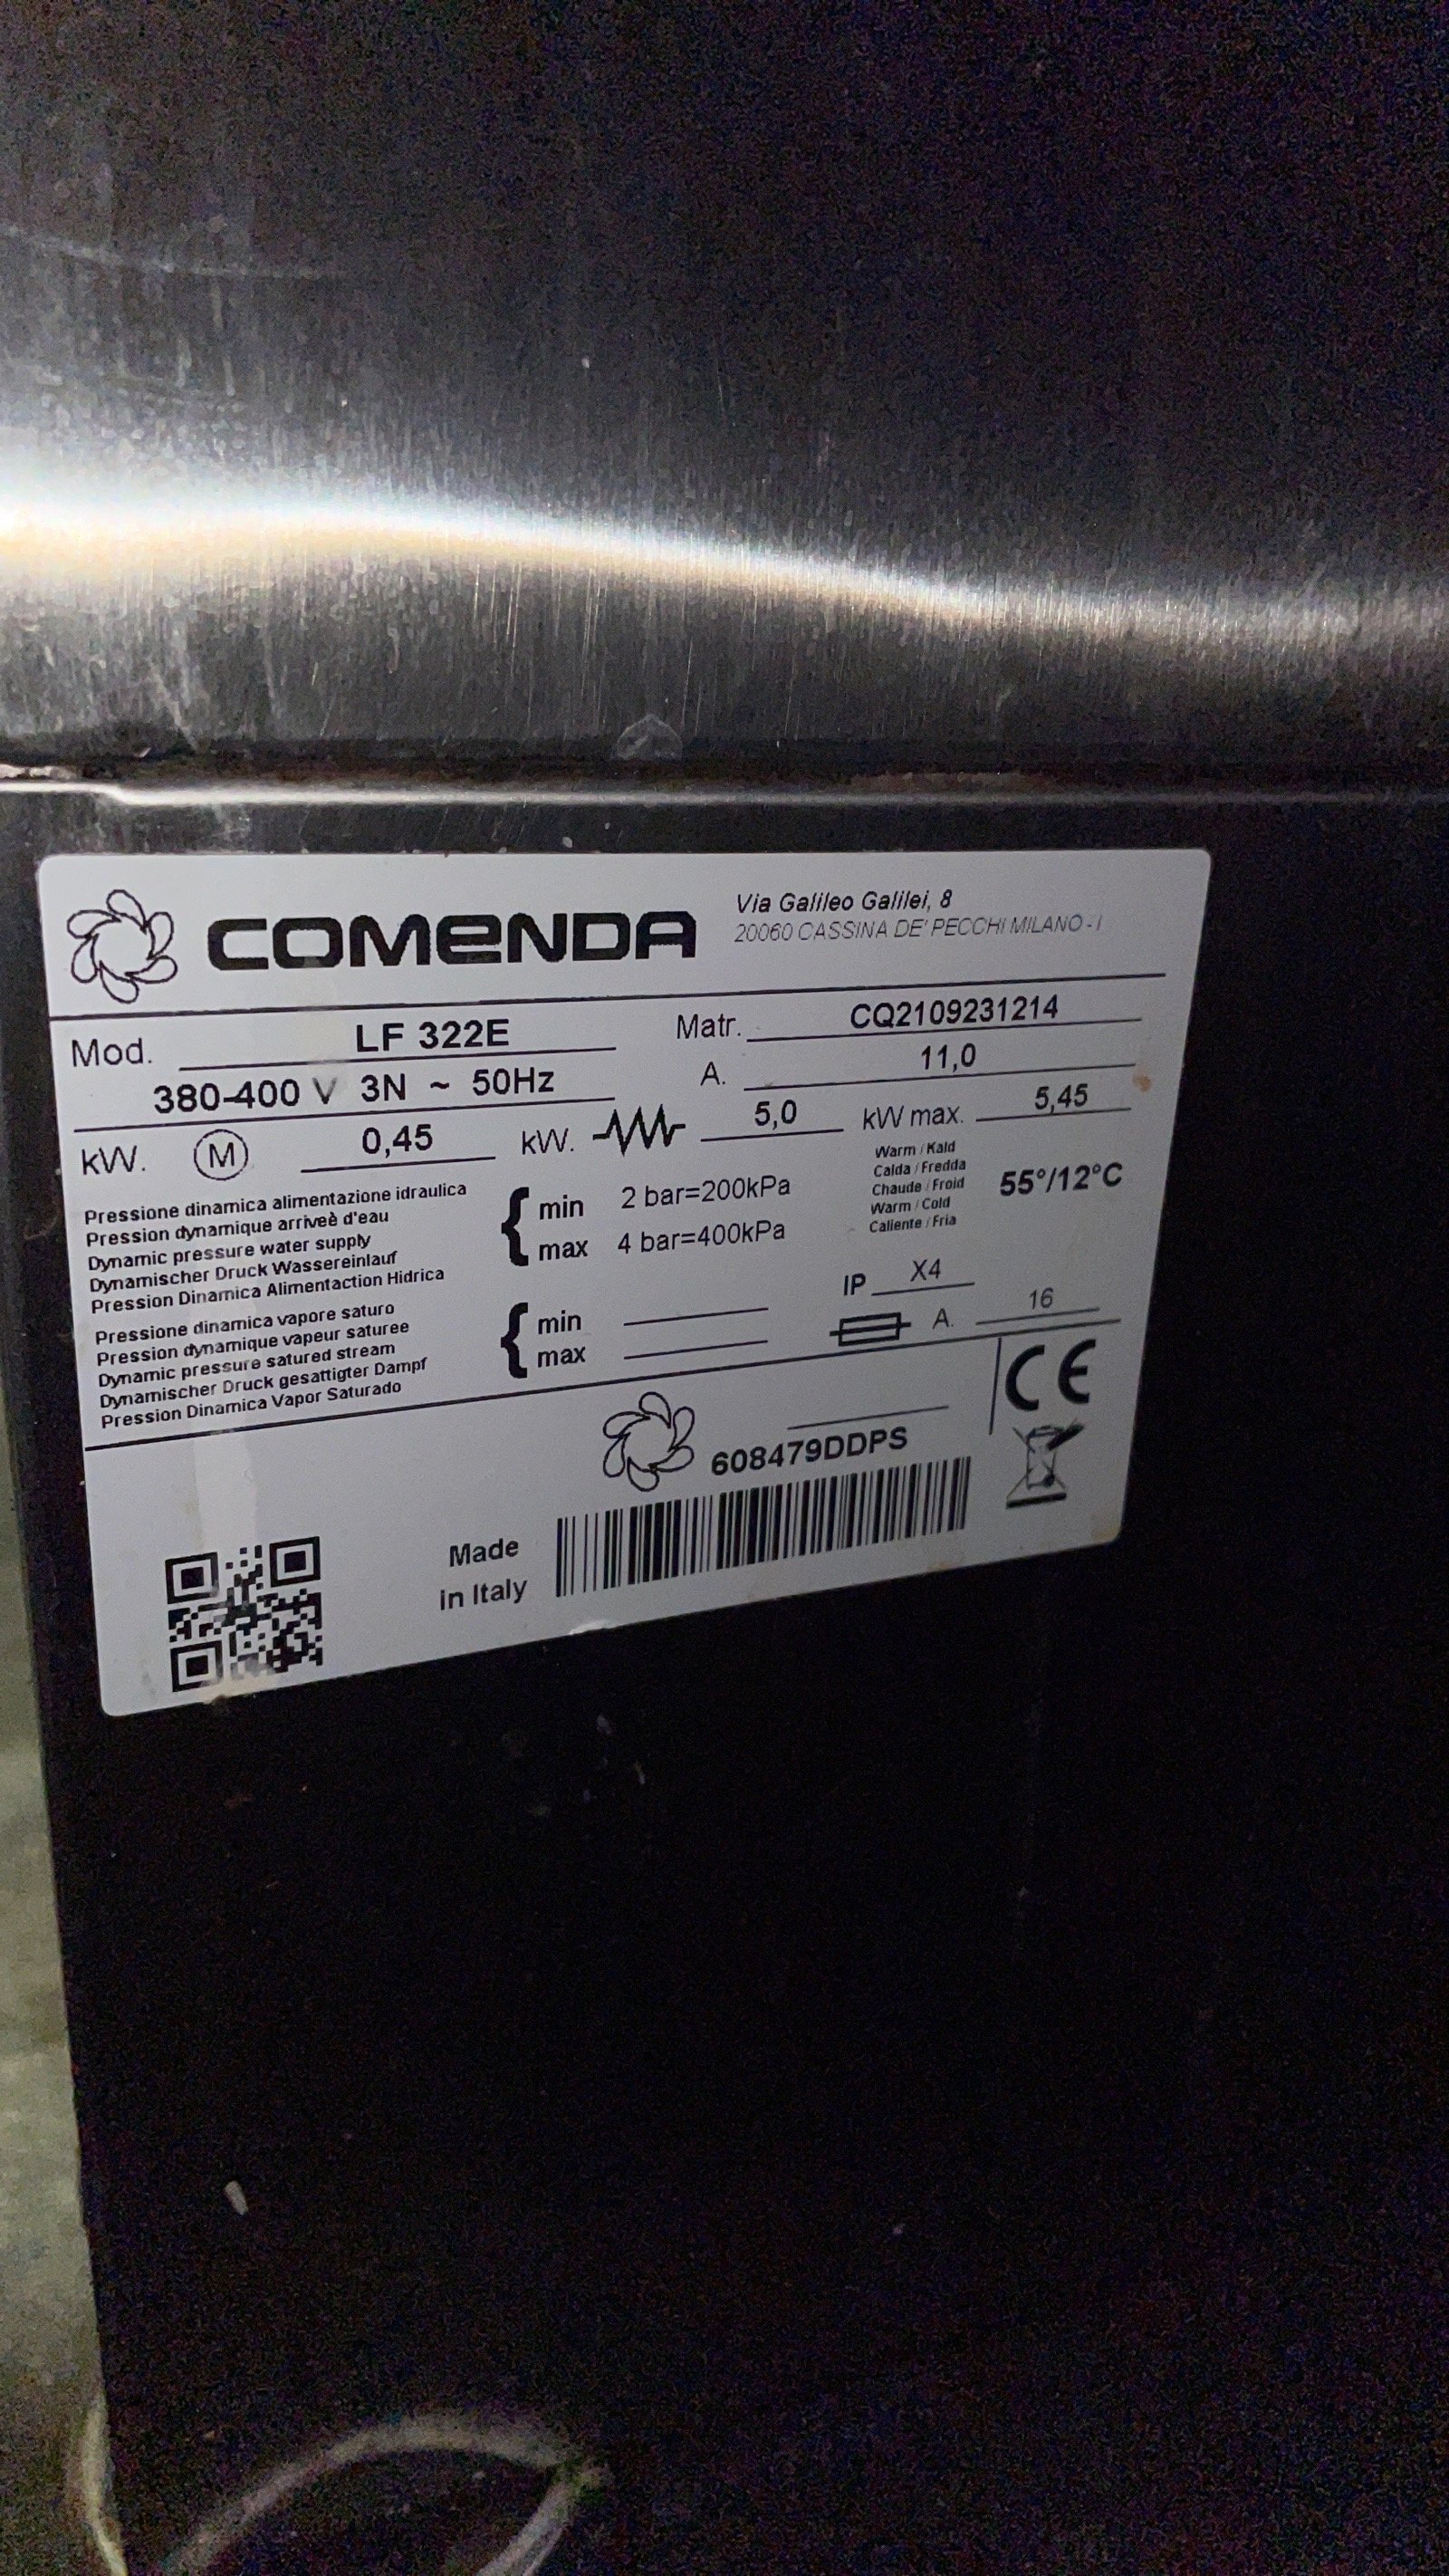 COMENDA
Via Galileo Galilei, 8
20060 CASSINA DE' PECCHI MILANO - I
Mod. LF 322E
Matr. CQ2109231214
380-400 V 3N ~ 50Hz
A. 11,0
kW. M 0,45 kW. 5,0 kW max. 5,45
Pressione dinamica alimentazione idraulica
Pression dynamique arriveè d'eau
Dynamic pressure water supply
Dynamischer Druck Wassereinlauf
Pression Dinamica Alimentaction Hidrica
min 2 bar=200kPa
max 4 bar=400kPa
Warm / Kald
Calda / Fredda
Chaude / Froid
Warm / Cold
Caliente / Fria
55°/12°C
Pressione dinamica vapore saturo
Pression dynamique vapeur saturee
Dynamic pressure satured stream
Dynamischer Druck gesattigter Dampf
Pression Dinamica Vapor Saturado
min
max
IP X4
A. 16
CE
608479DDPS
Made
in Italy